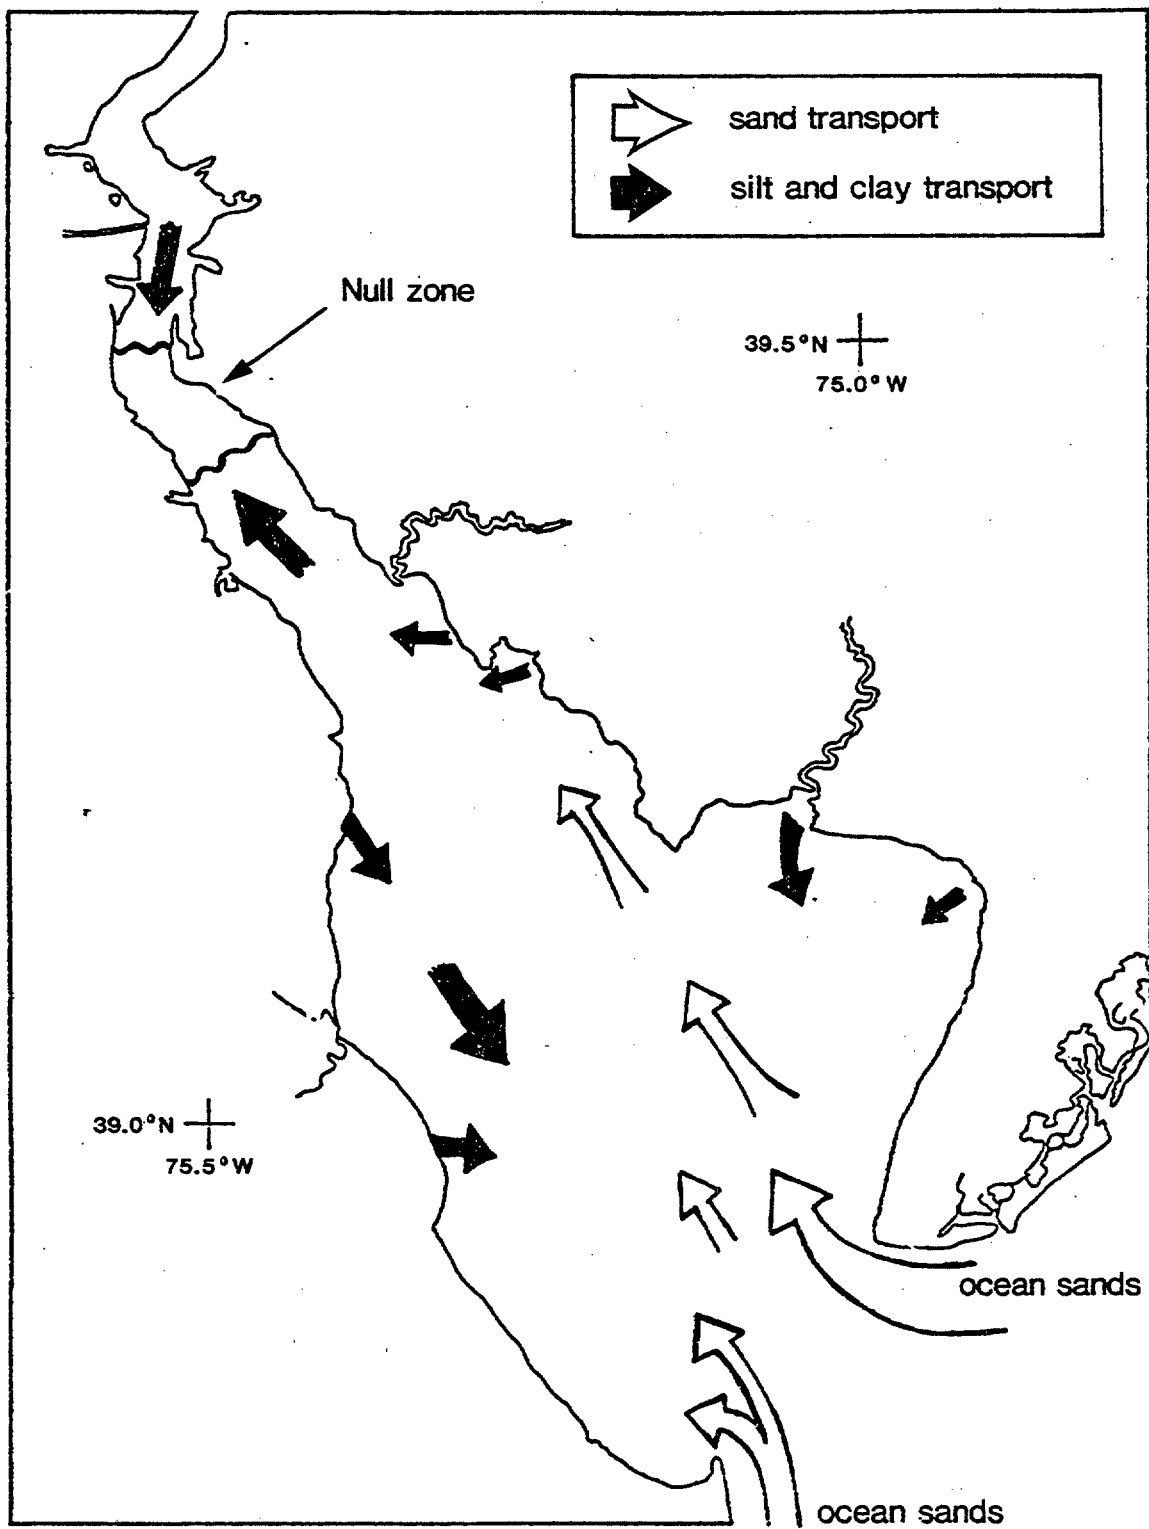 sand transport
silt and clay transport
Null zone
39.5°N
75.0°W
39.0°N
75.5°W
ocean sands
ocean sands